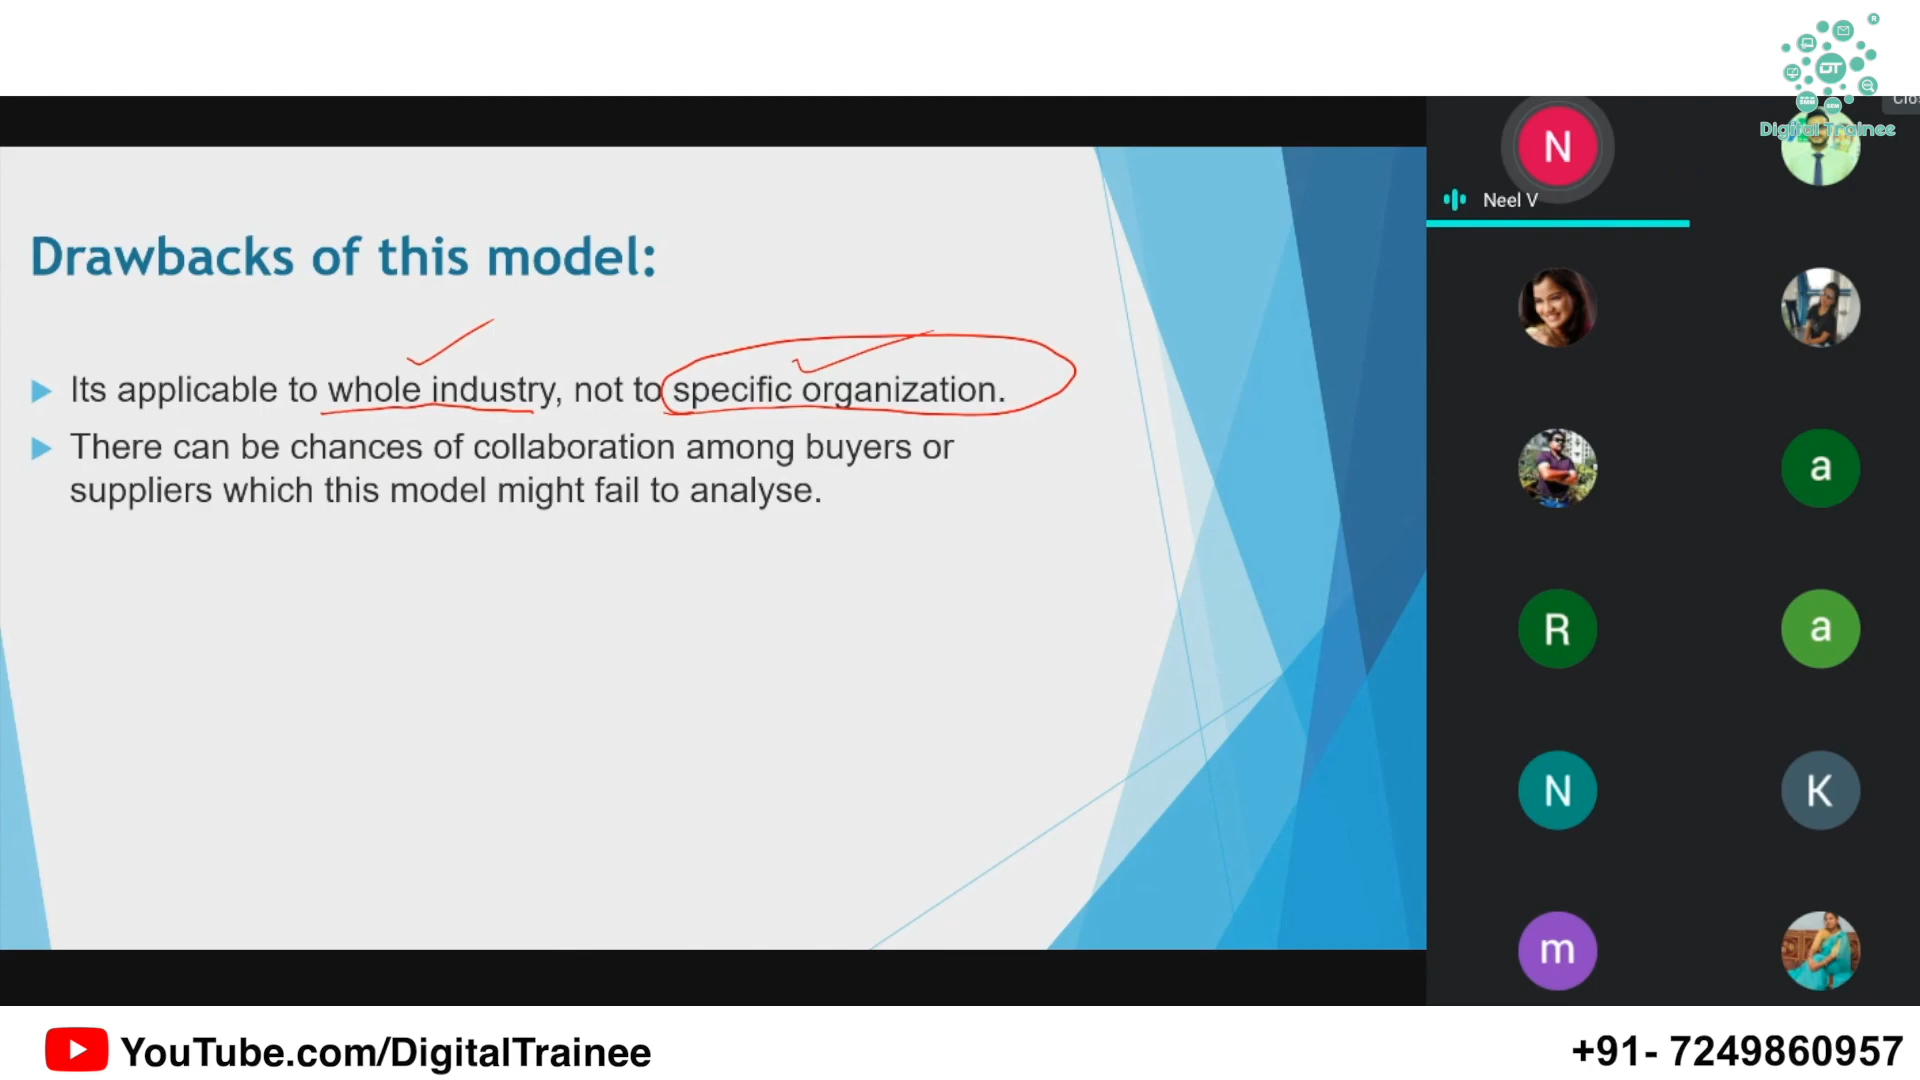 DT
Digital Trainee
Clo
N
Neel V
Drawbacks of this model:
Its applicable to whole industry, not to specific organization.
There can be chances of collaboration among buyers or
suppliers which this model might fail to analyse.
a
R
a
N
K
m
YouTube.com/DigitalTrainee
+91- 7249860957